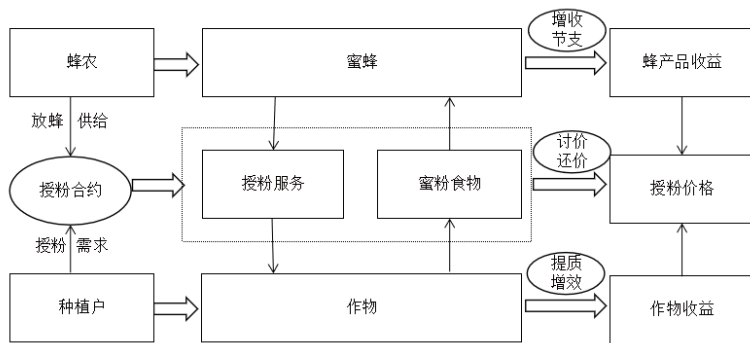 增收
节支
蜂农
蜜蜂
蜂产品收益
放蜂 供给
讨价
还价
授粉合约
授粉服务
蜜粉食物
授粉价格
授粉 需求
提质
增效
种植户
作物
作物收益